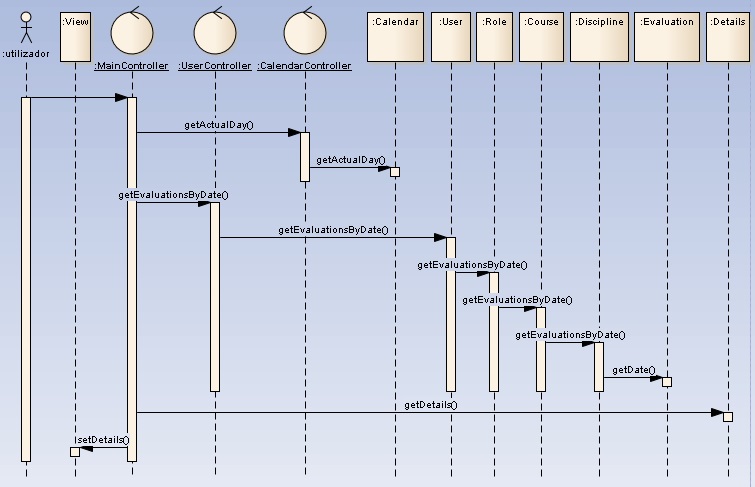 :utilizador
:View
:MainController
:UserController
:CalendarController
:Calendar
:User
:Role
:Course
:Discipline
:Evaluation
:Details
getActualDay()
getActualDay()
getEvaluationsByDate()
getEvaluationsByDate()
getEvaluationsByDate()
getEvaluationsByDate()
getEvaluationsByDate()
getDate()
getDetails()
setDetails()